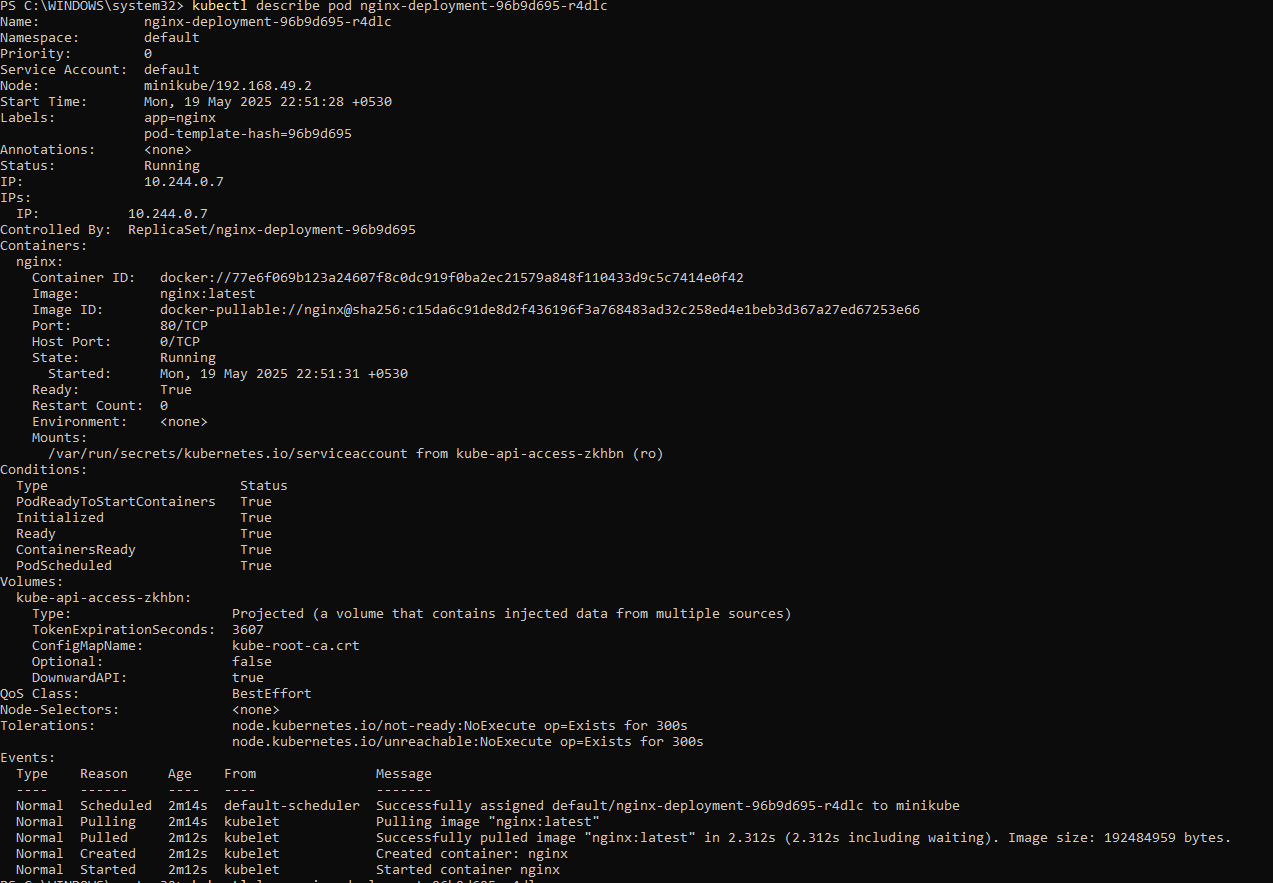 PS C:\WINDOWS\system32> kubectl describe pod nginx-deployment-96b9d695-r4dlc
Name:             nginx-deployment-96b9d695-r4dlc
Namespace:        default
Priority:         0
Service Account:  default
Node:             minikube/192.168.49.2
Start Time:       Mon, 19 May 2025 22:51:28 +0530
Labels:           app=nginx
                  pod-template-hash=96b9d695
Annotations:      <none>
Status:           Running
IP:               10.244.0.7
IPs:
  IP:           10.244.0.7
Controlled By:  ReplicaSet/nginx-deployment-96b9d695
Containers:
  nginx:
    Container ID:   docker://77e6f069b123a24607f8c0dc919f0ba2ec21579a848f110433d9c5c7414e0f42
    Image:          nginx:latest
    Image ID:       docker-pullable://nginx@sha256:c15da6c91de8d2f436196f3a768483ad32c258ed4e1beb3d367a27ed67253e66
    Port:           80/TCP
    Host Port:      0/TCP
    State:          Running
      Started:      Mon, 19 May 2025 22:51:31 +0530
    Ready:          True
    Restart Count:  0
    Environment:    <none>
    Mounts:
      /var/run/secrets/kubernetes.io/serviceaccount from kube-api-access-zkhbn (ro)
Conditions:
  Type                        Status
  PodReadyToStartContainers   True
  Initialized                 True
  Ready                       True
  ContainersReady             True
  PodScheduled                True
Volumes:
  kube-api-access-zkhbn:
    Type:                    Projected (a volume that contains injected data from multiple sources)
    TokenExpirationSeconds:  3607
    ConfigMapName:           kube-root-ca.crt
    Optional:                false
    DownwardAPI:             true
QoS Class:                   BestEffort
Node-Selectors:              <none>
Tolerations:                 node.kubernetes.io/not-ready:NoExecute op=Exists for 300s
                             node.kubernetes.io/unreachable:NoExecute op=Exists for 300s
Events:
  Type    Reason     Age    From               Message
  ----    ------     ----   ----               -------
  Normal  Scheduled  2m14s  default-scheduler  Successfully assigned default/nginx-deployment-96b9d695-r4dlc to minikube
  Normal  Pulling    2m14s  kubelet            Pulling image "nginx:latest"
  Normal  Pulled     2m12s  kubelet            Successfully pulled image "nginx:latest" in 2.312s (2.312s including waiting). Image size: 192484959 bytes.
  Normal  Created    2m12s  kubelet            Created container: nginx
  Normal  Started    2m12s  kubelet            Started container nginx